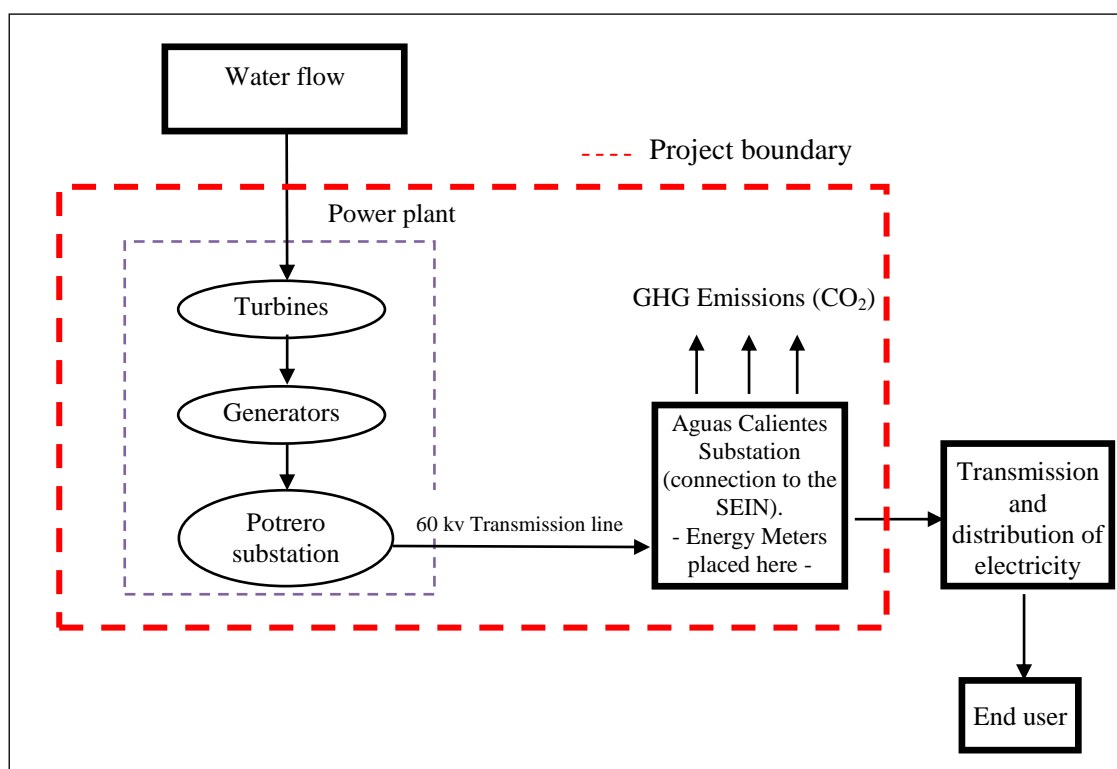 Water flow
Project boundary
Power plant
Turbines
GHG Emissions (CO₂)
Generators
Aguas Calientes
Substation
(connection to the
SEIN).
- Energy Meters
placed here -
Potrero
substation
60 kv Transmission line
Transmission
and
distribution of
electricity
End user